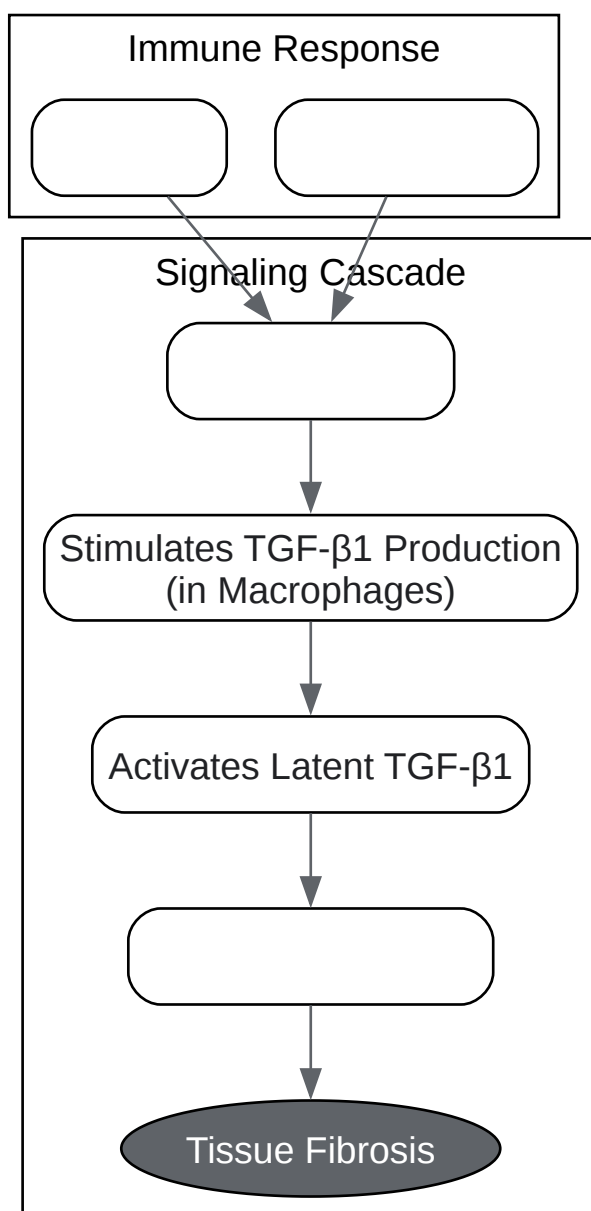 Immune Response
Signaling Cascade
Stimulates TGF-β1 Production
(in Macrophages)
Activates Latent TGF-β1
Tissue Fibrosis